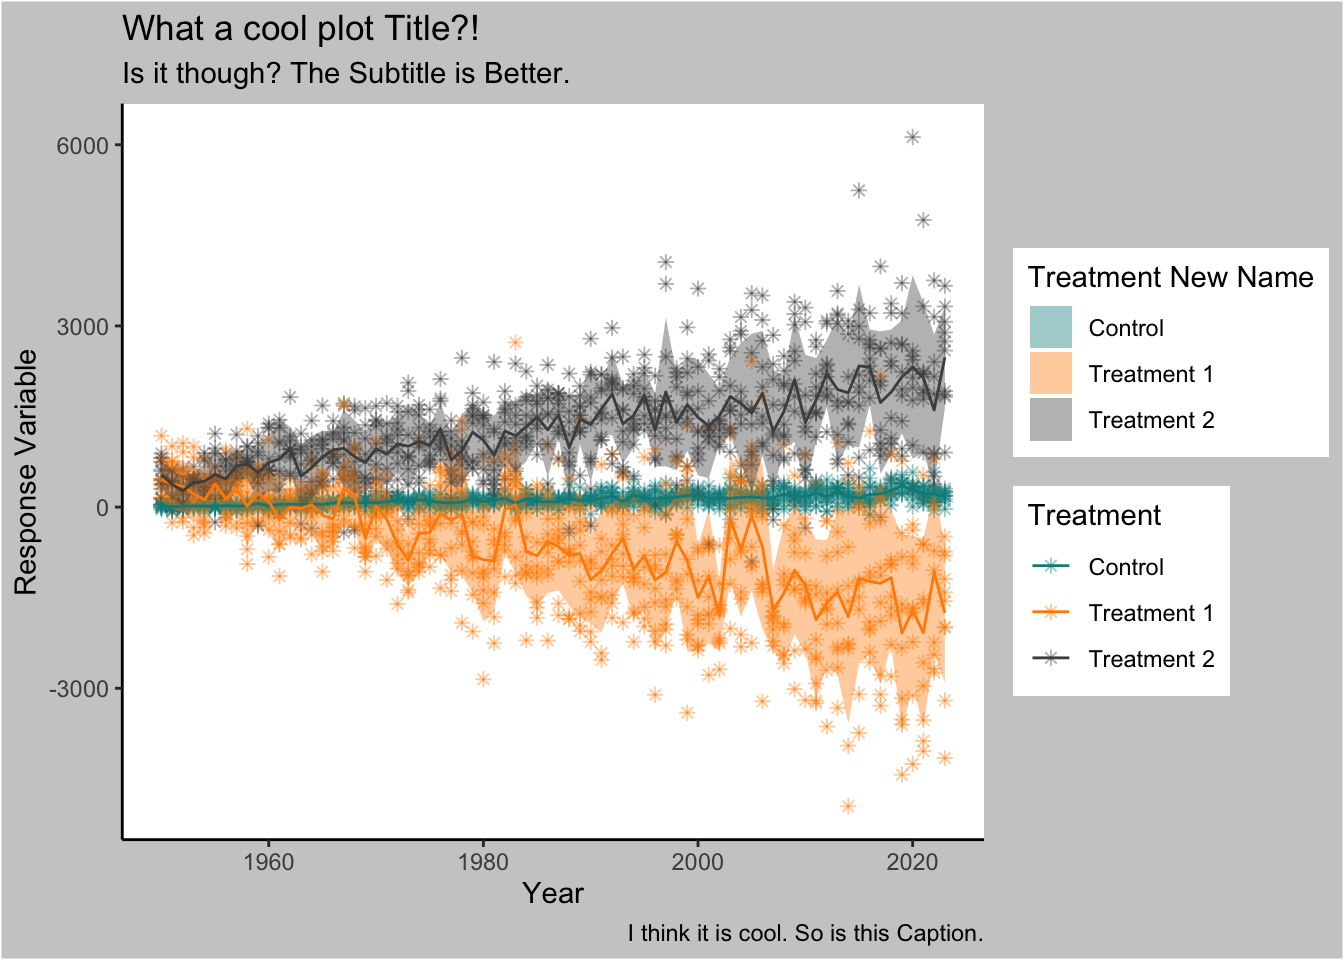 What a cool plot Title?!
Is it though? The Subtitle is Better.
Response Variable
6000
3000
0
-3000
1960
1980
2000
2020
Year
I think it is cool. So is this Caption.
Treatment New Name
Control
Treatment 1
Treatment 2
Treatment
Control
Treatment 1
Treatment 2